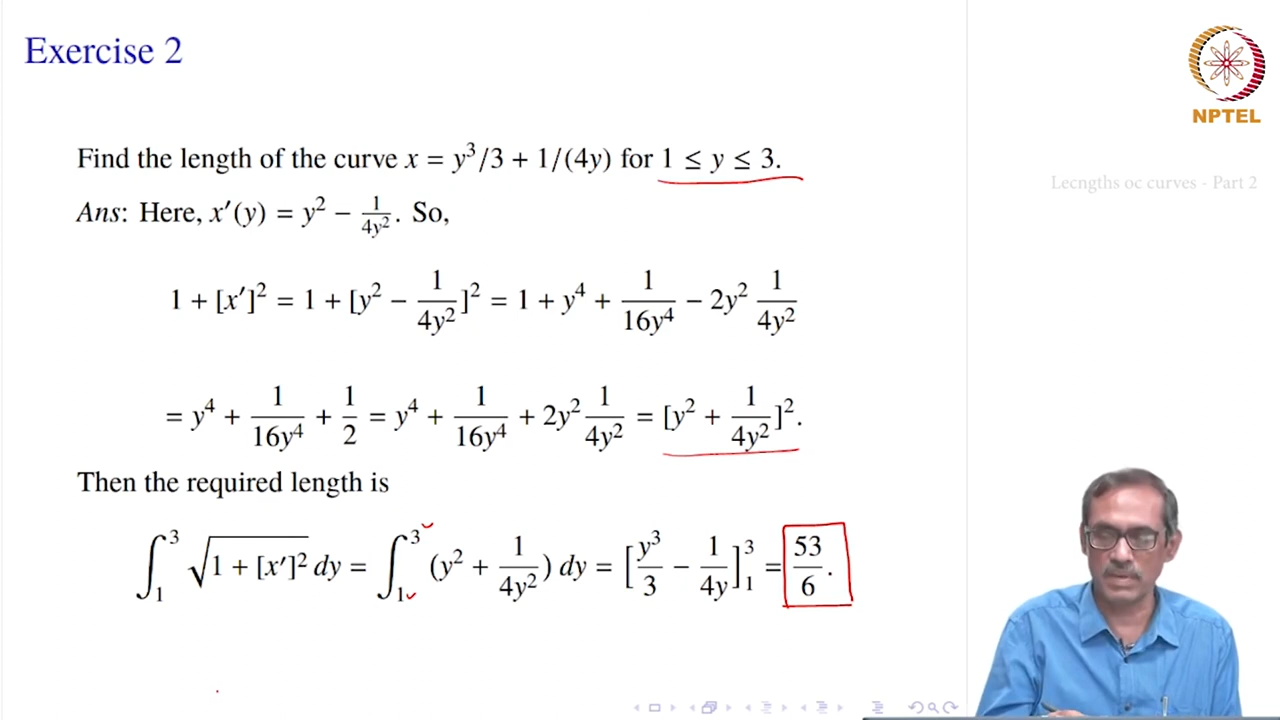 Exercise 2
NPTEL
Find the length of the curve x = y³/3 + 1/(4y) for 1 ≤ y ≤ 3.
Lecngths oc curves - Part 2
Ans: Here, x′(y) = y² − 1/4y². So,
1 + [x′]² = 1 + [y² − 1/4y²]² = 1 + y⁴ + 1/16y⁴ − 2y² 1/4y²
= y⁴ + 1/16y⁴ + 1/2 = y⁴ + 1/16y⁴ + 2y² 1/4y² = [y² + 1/4y²]².
Then the required length is
∫₁³ √(1 + [x′]²) dy = ∫₁³ (y² + 1/4y²) dy = [y³/3 − 1/4y]₁³ = 53/6.